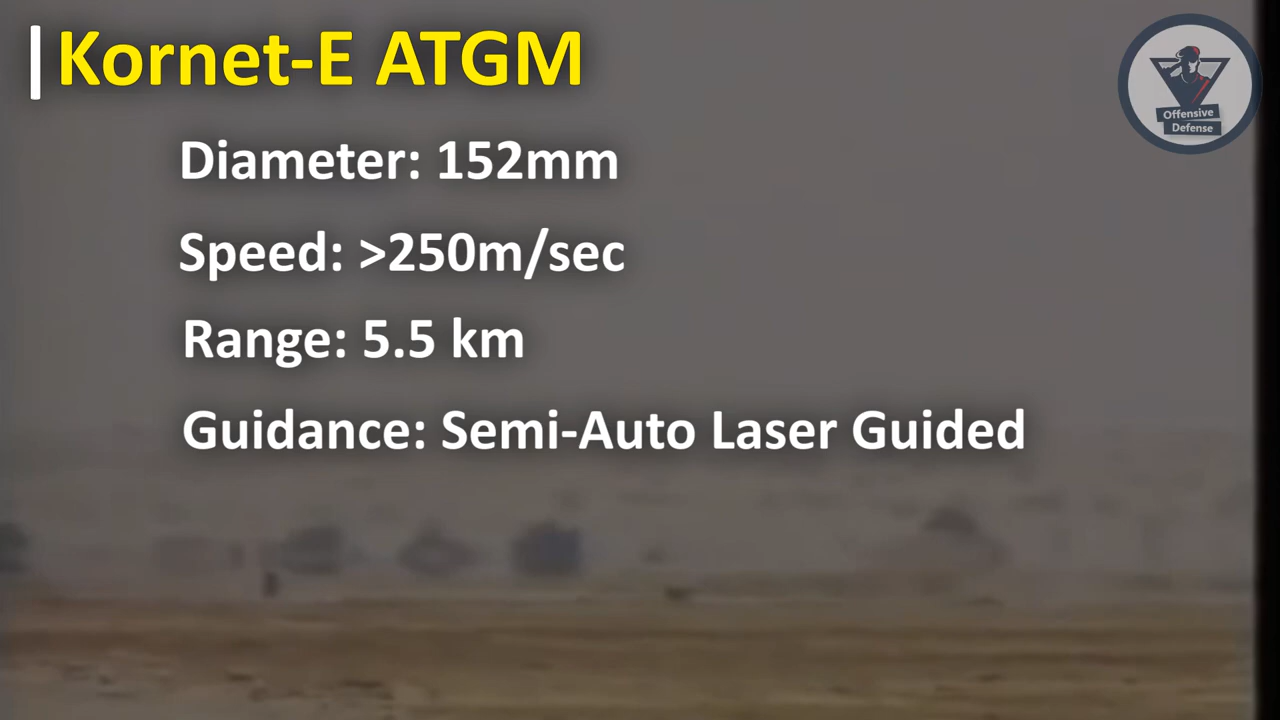 Kornet-E ATGM
Offensive
Defense
Diameter: 152mm
Speed: >250m/sec
Range: 5.5 km
Guidance: Semi-Auto Laser Guided